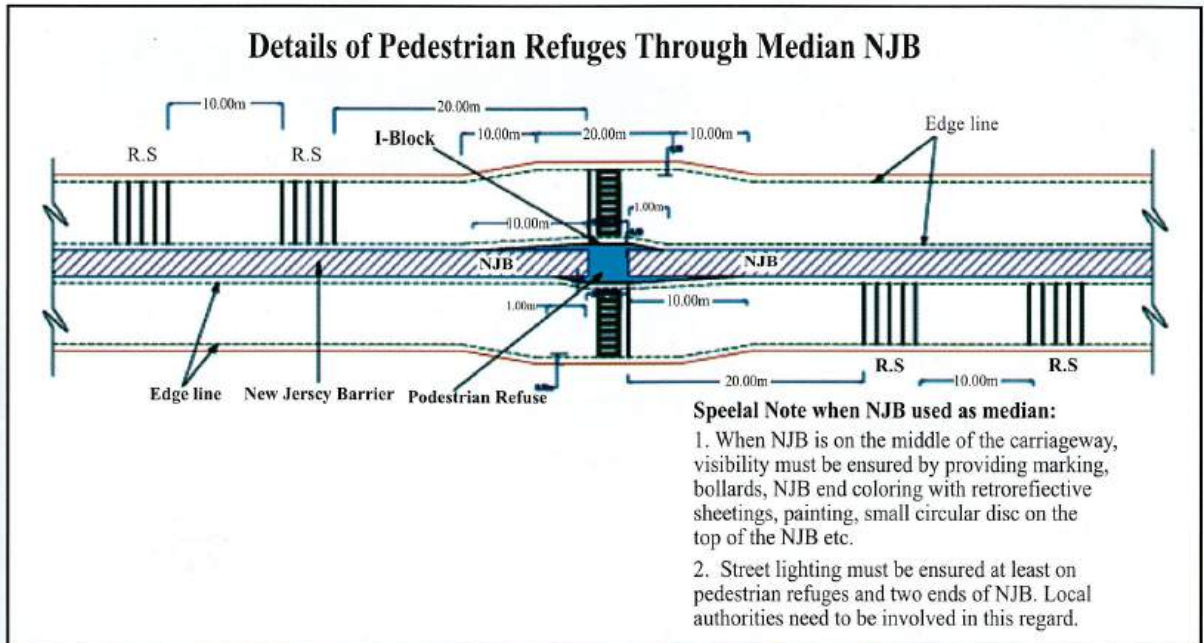 Details of Pedestrian Refuges Through Median NJB
10.00m
20.00m
10.00m
20.00m
10.00m
Edge line
R.S
R.S
I-Block
10.00m
1.00m
NJB
NJB
1.00m
10.00m
Edge line
New Jerscy Barrier
Podestrian Refuse
20.00m
R.S
10.00m
R.S
Speelal Note when NJB used as median:
1. When NJB is on the middle of the carriageway,
visibility must be ensured by providing marking,
bollards, NJB end coloring with retrorefiective
sheetings, painting, small circular disc on the
top of the NJB etc.
2. Street lighting must be ensured at least on
pedestrian refuges and two ends of NJB. Local
authorities need to be involved in this regard.